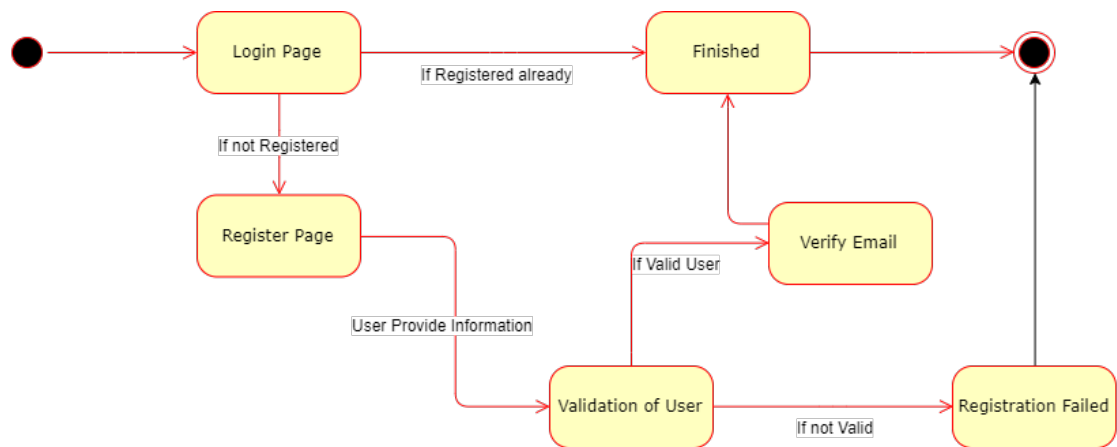 Login Page
Finished
If Registered already
If not Registered
Register Page
Verify Email
If Valid User
User Provide Information
Validation of User
Registration Failed
If not Valid